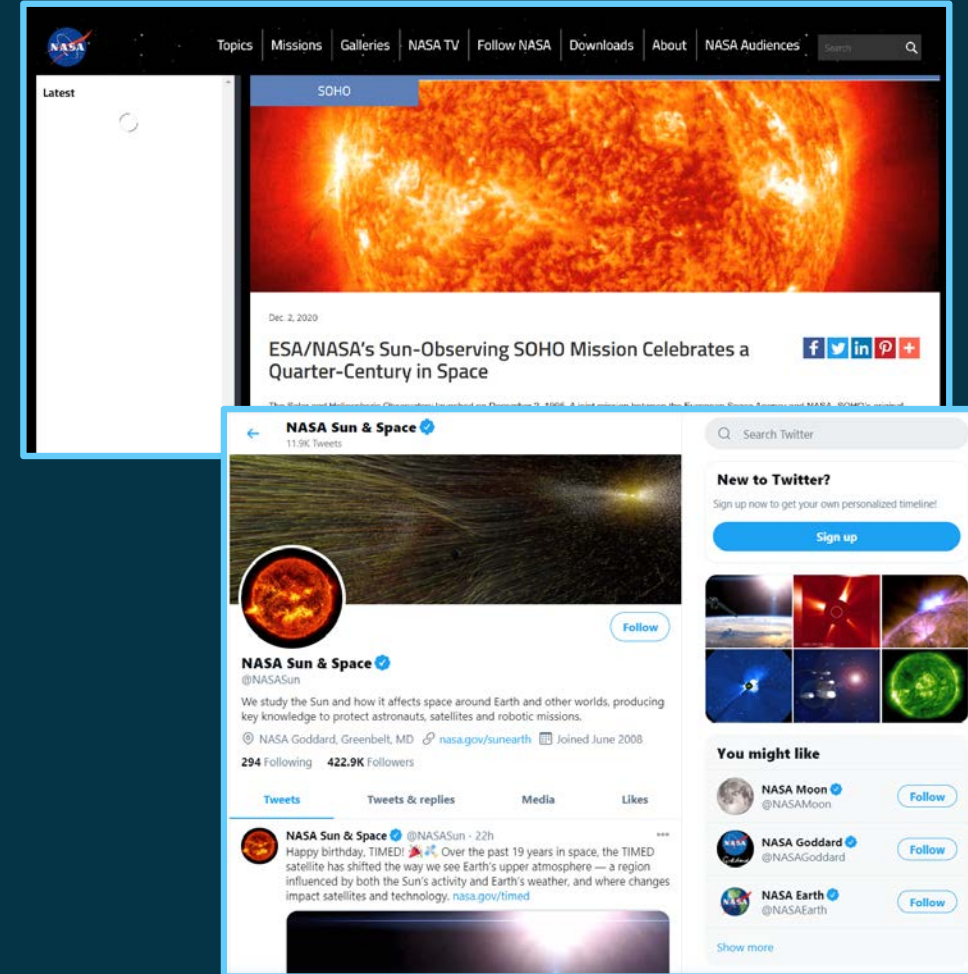 NASA
Topics Missions Galleries NASA TV Follow NASA Downloads About NASA Audiences Search
Latest
SOHO
Dec. 2, 2020
ESA/NASA's Sun-Observing SOHO Mission Celebrates a
Quarter-Century in Space
NASA Sun & Space
11.9K Tweets
Search Twitter
New to Twitter?
Sign up now to get your own personalized timeline!
Sign up
Follow
NASA Sun & Space
@NASASun
We study the Sun and how it affects space around Earth and other worlds, producing
key knowledge to protect astronauts, satellites and robotic missions.
NASA Goddard, Greenbelt, MD nasa.gov/sunearth Joined June 2008
294 Following 422.9K Followers
Tweets Tweets & replies Media Likes
NASA Sun & Space @NASASun · 22h
Happy birthday, TIMED! 🎉 Over the past 19 years in space, the TIMED
satellite has shifted the way we see Earth's upper atmosphere — a region
influenced by both the Sun's activity and Earth's weather, and where changes
impact satellites and technology. nasa.gov/timed
You might like
NASA Moon
@NASAMoon
Follow
NASA Goddard
@NASAGoddard
Follow
NASA Earth
@NASAEarth
Follow
Show more